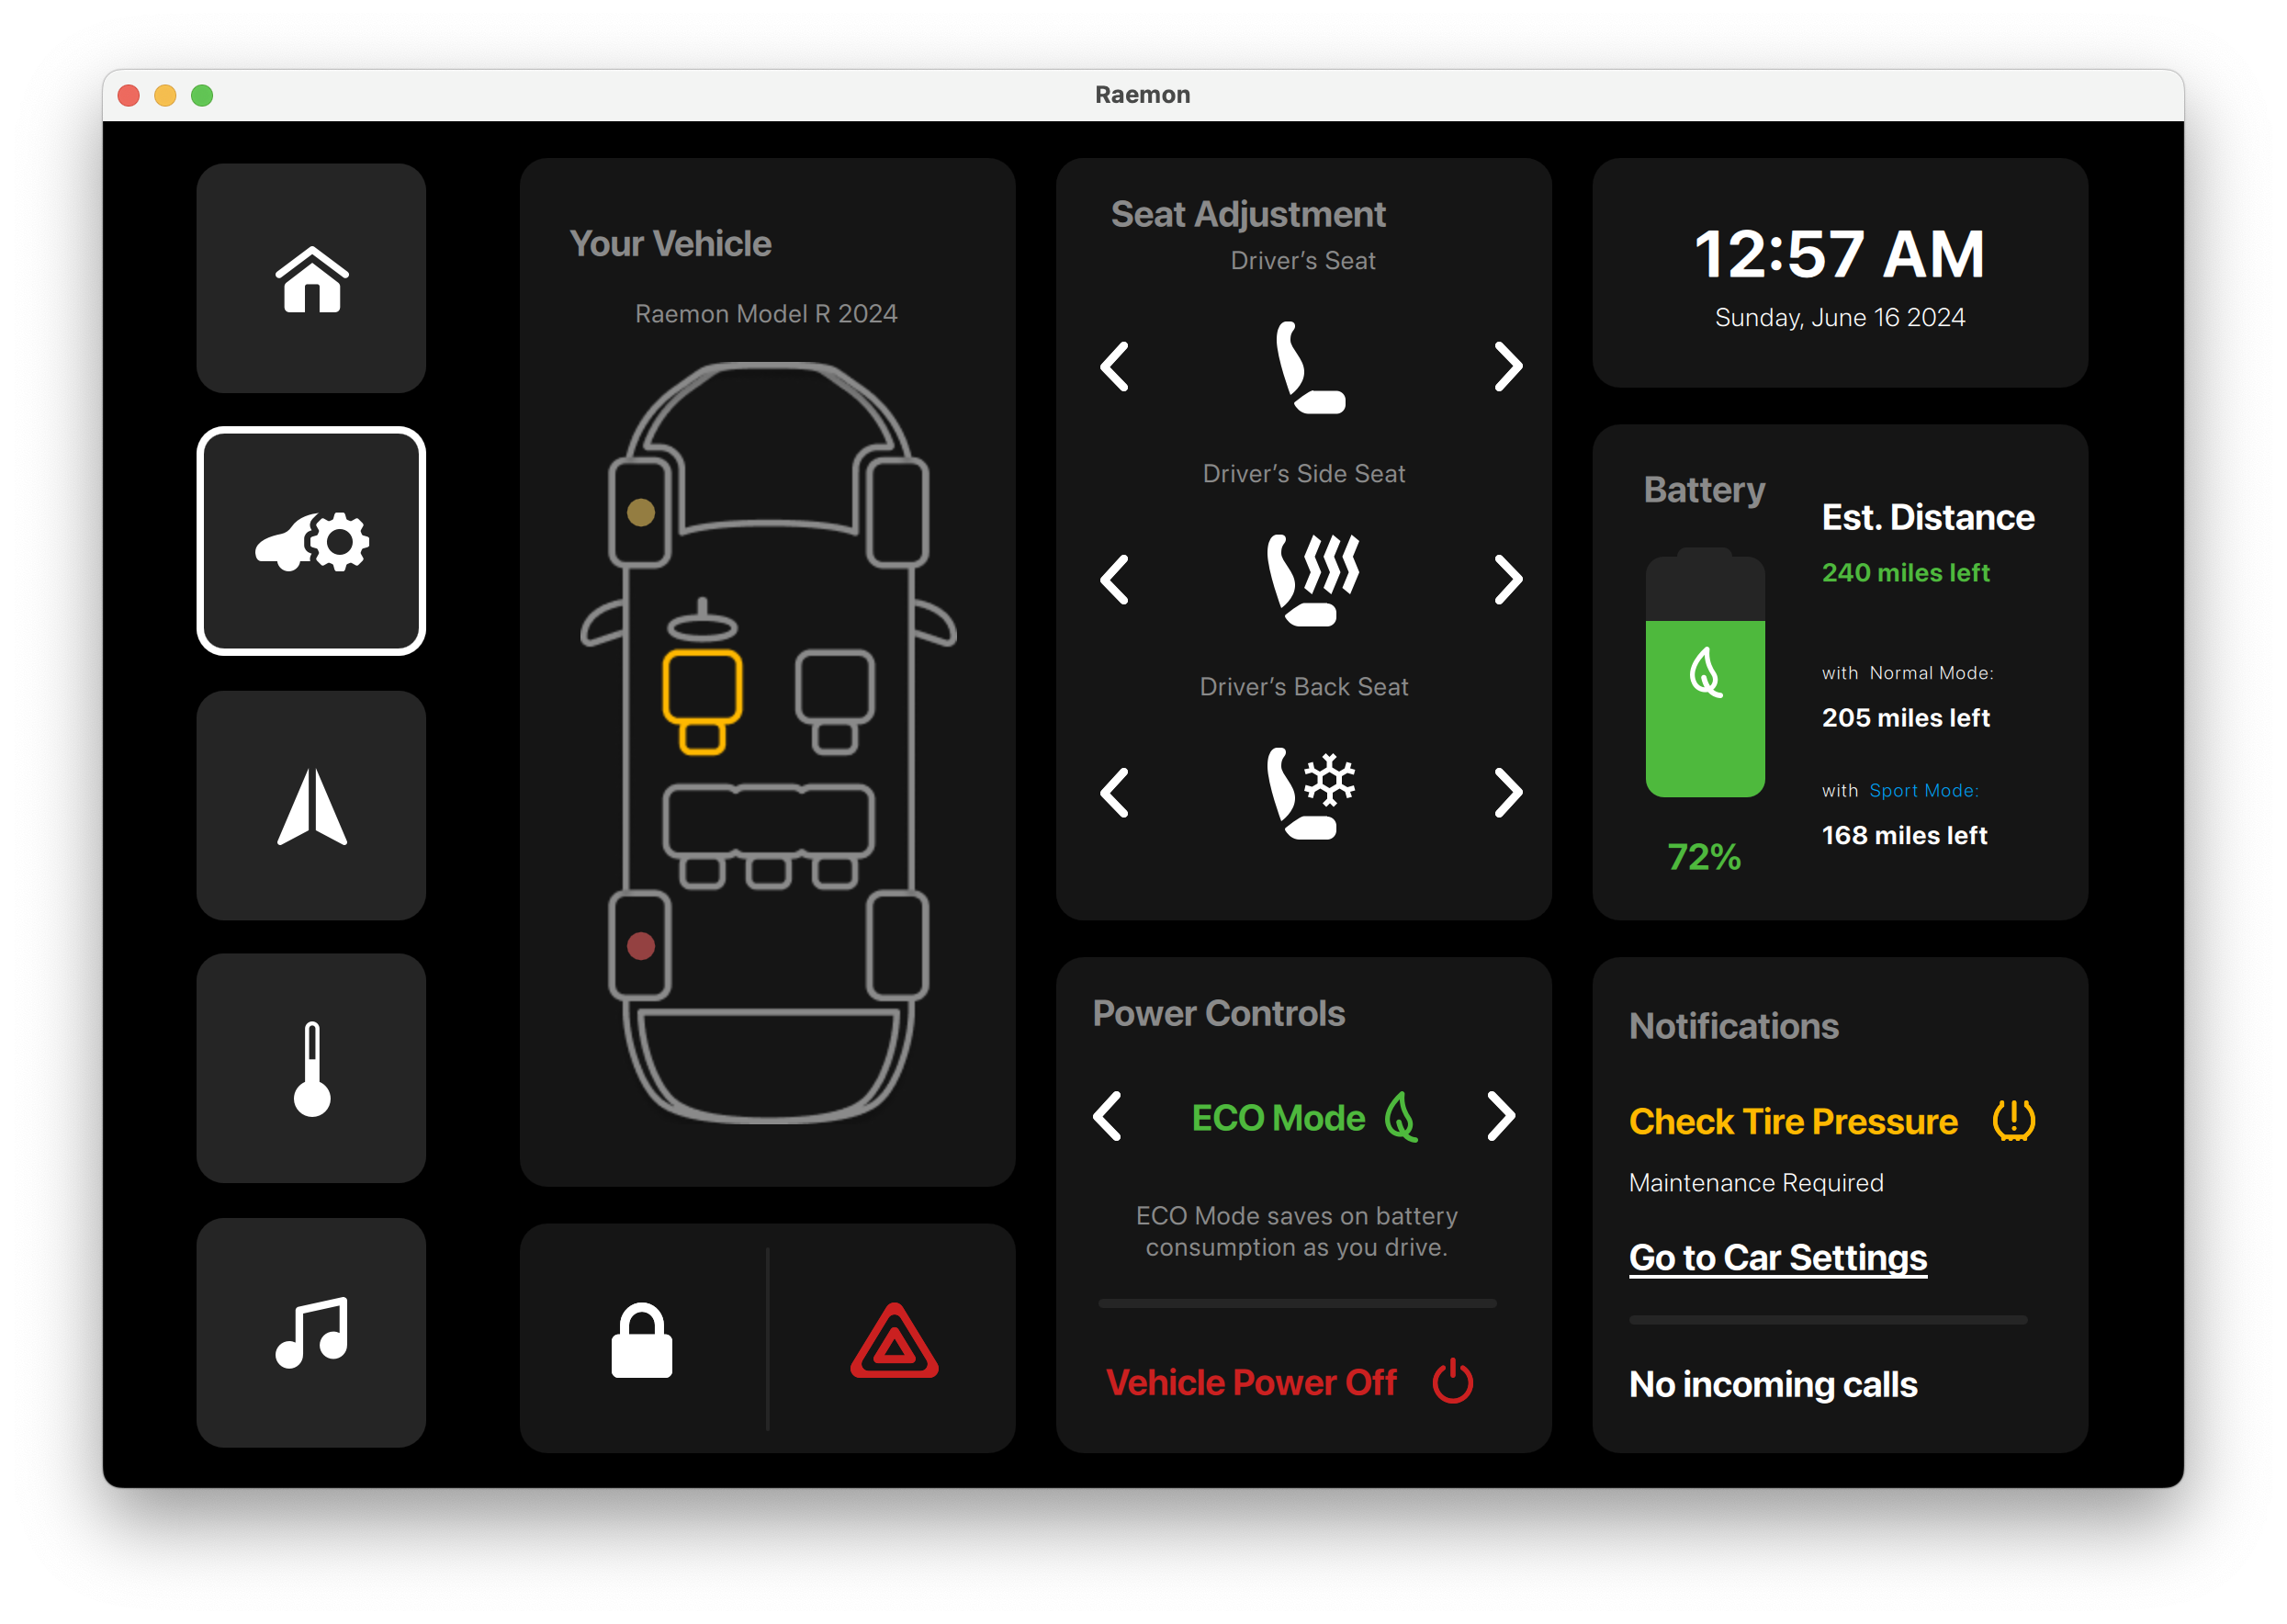 Raemon
Your Vehicle
Raemon Model R 2024
Seat Adjustment
Driver’s Seat
Driver’s Side Seat
Driver’s Back Seat
Power Controls
ECO Mode
ECO Mode saves on battery
consumption as you drive.
Vehicle Power Off
12:57 AM
Sunday, June 16 2024
Battery
72%
Est. Distance
240 miles left
with Normal Mode:
205 miles left
with Sport Mode:
168 miles left
Notifications
Check Tire Pressure
Maintenance Required
Go to Car Settings
No incoming calls